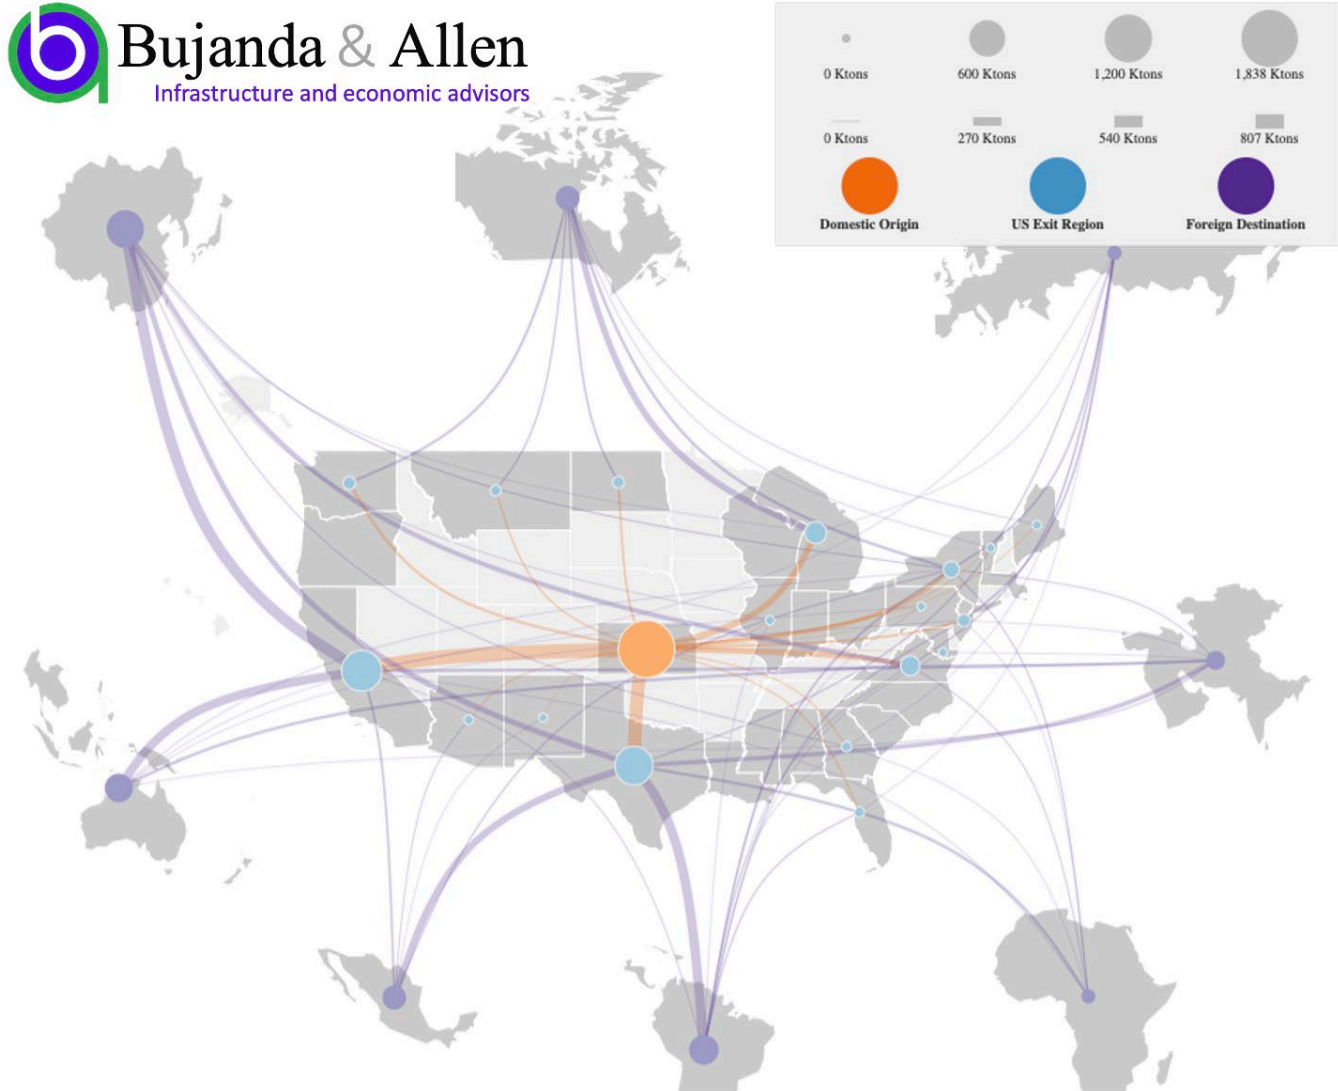 Bujanda & Allen
Infrastructure and economic advisors
0 Ktons 600 Ktons 1,200 Ktons 1,838 Ktons
0 Ktons 270 Ktons 540 Ktons 807 Ktons
Domestic Origin US Exit Region Foreign Destination